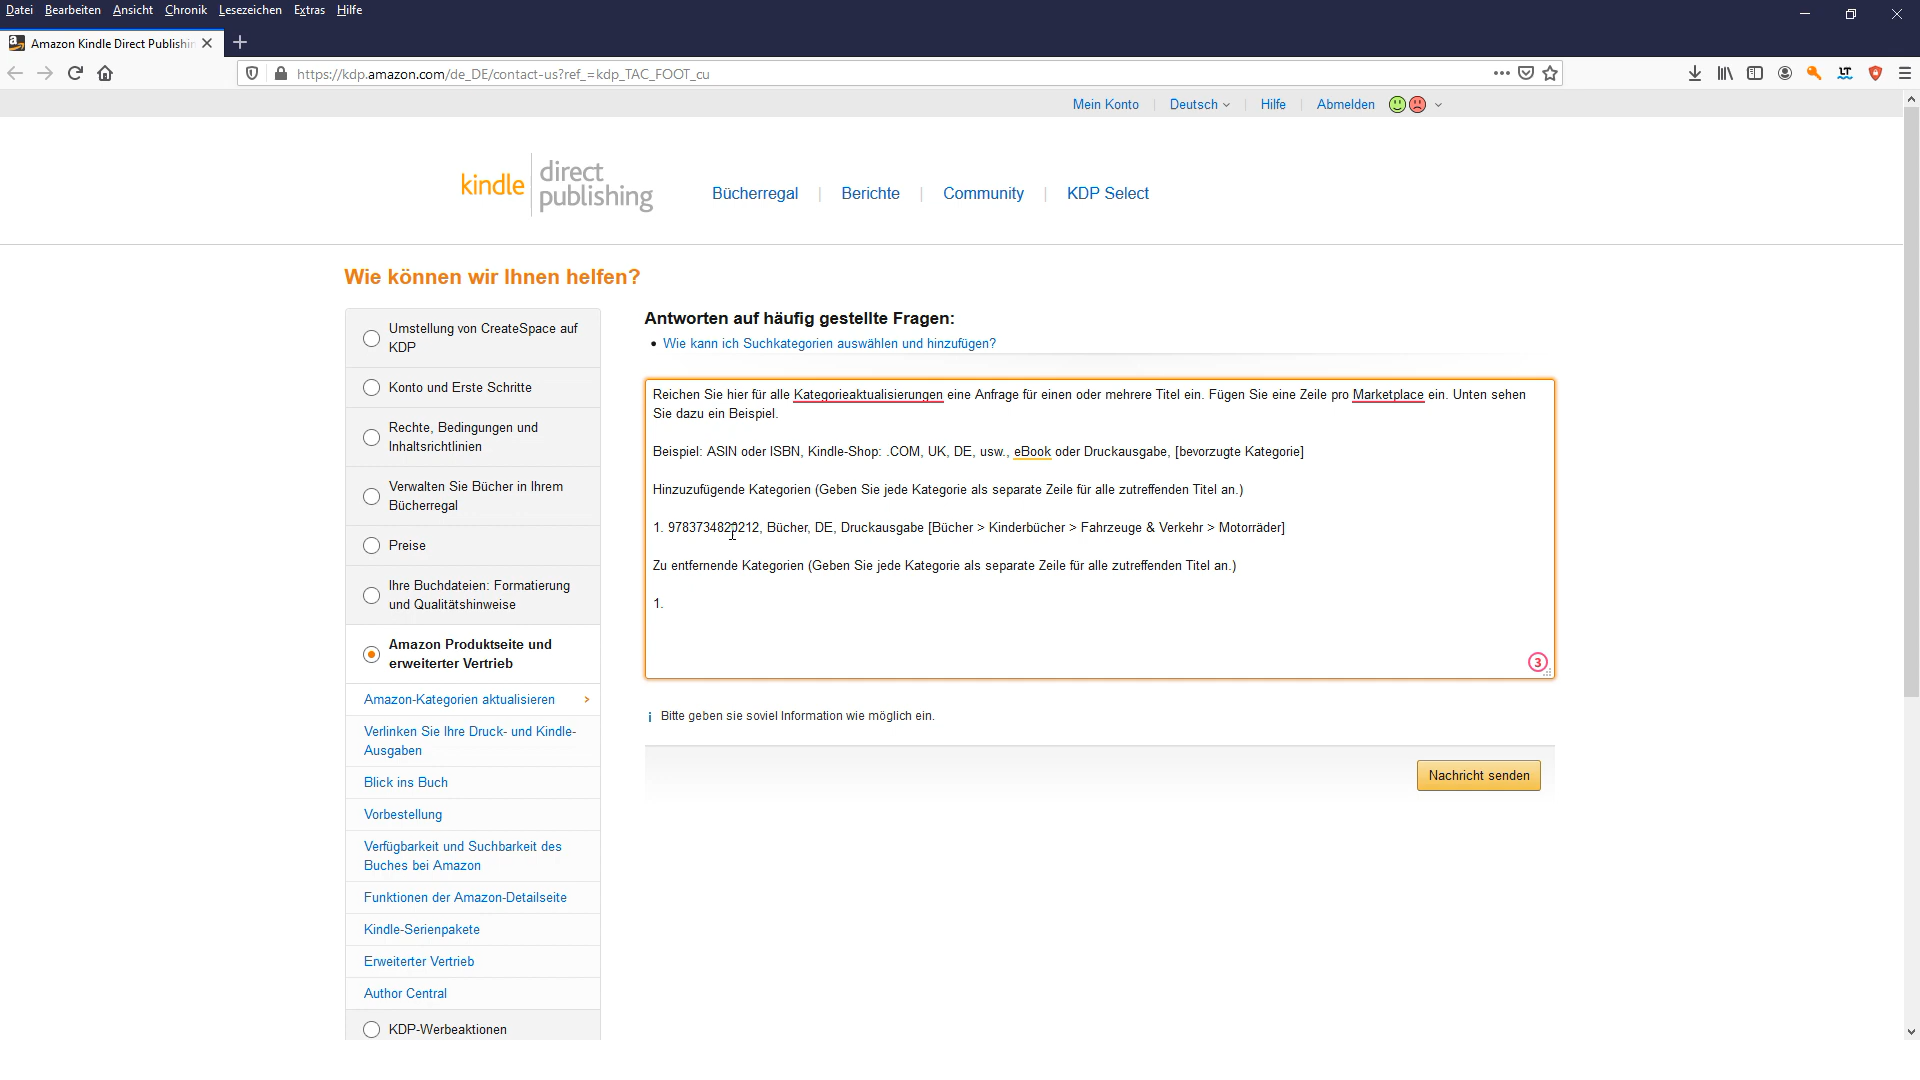 Datei Bearbeiten Ansicht Chronik Lesezeichen Extras Hilfe
Amazon Kindle Direct Publishin
https://kdp.amazon.com/de_DE/contact-us?ref_=kdp_TAC_FOOT_cu
LT
Mein Konto Deutsch Hilfe Abmelden
kindle direct publishing
Bücherregal Berichte Community KDP Select
Wie können wir Ihnen helfen?
Umstellung von CreateSpace auf
KDP
Konto und Erste Schritte
Rechte, Bedingungen und
Inhaltsrichtlinien
Verwalten Sie Bücher in Ihrem
Bücherregal
Preise
Ihre Buchdateien: Formatierung
und Qualitätshinweise
Amazon Produktseite und
erweiterter Vertrieb
Amazon-Kategorien aktualisieren
Verlinken Sie Ihre Druck- und Kindle-
Ausgaben
Blick ins Buch
Vorbestellung
Verfügbarkeit und Suchbarkeit des
Buches bei Amazon
Funktionen der Amazon-Detailseite
Kindle-Serienpakete
Erweiterter Vertrieb
Author Central
KDP-Werbeaktionen
Antworten auf häufig gestellte Fragen:
• Wie kann ich Suchkategorien auswählen und hinzufügen?
Reichen Sie hier für alle Kategorieaktualisierungen eine Anfrage für einen oder mehrere Titel ein. Fügen Sie eine Zeile pro Marketplace ein. Unten sehen
Sie dazu ein Beispiel.
Beispiel: ASIN oder ISBN, Kindle-Shop: .COM, UK, DE, usw., eBook oder Druckausgabe, [bevorzugte Kategorie]
Hinzuzufügende Kategorien (Geben Sie jede Kategorie als separate Zeile für alle zutreffenden Titel an.)
1. 9783734820212, Bücher, DE, Druckausgabe [Bücher > Kinderbücher > Fahrzeuge & Verkehr > Motorräder]
Zu entfernende Kategorien (Geben Sie jede Kategorie als separate Zeile für alle zutreffenden Titel an.)
1.
3
Bitte geben sie soviel Information wie möglich ein.
Nachricht senden